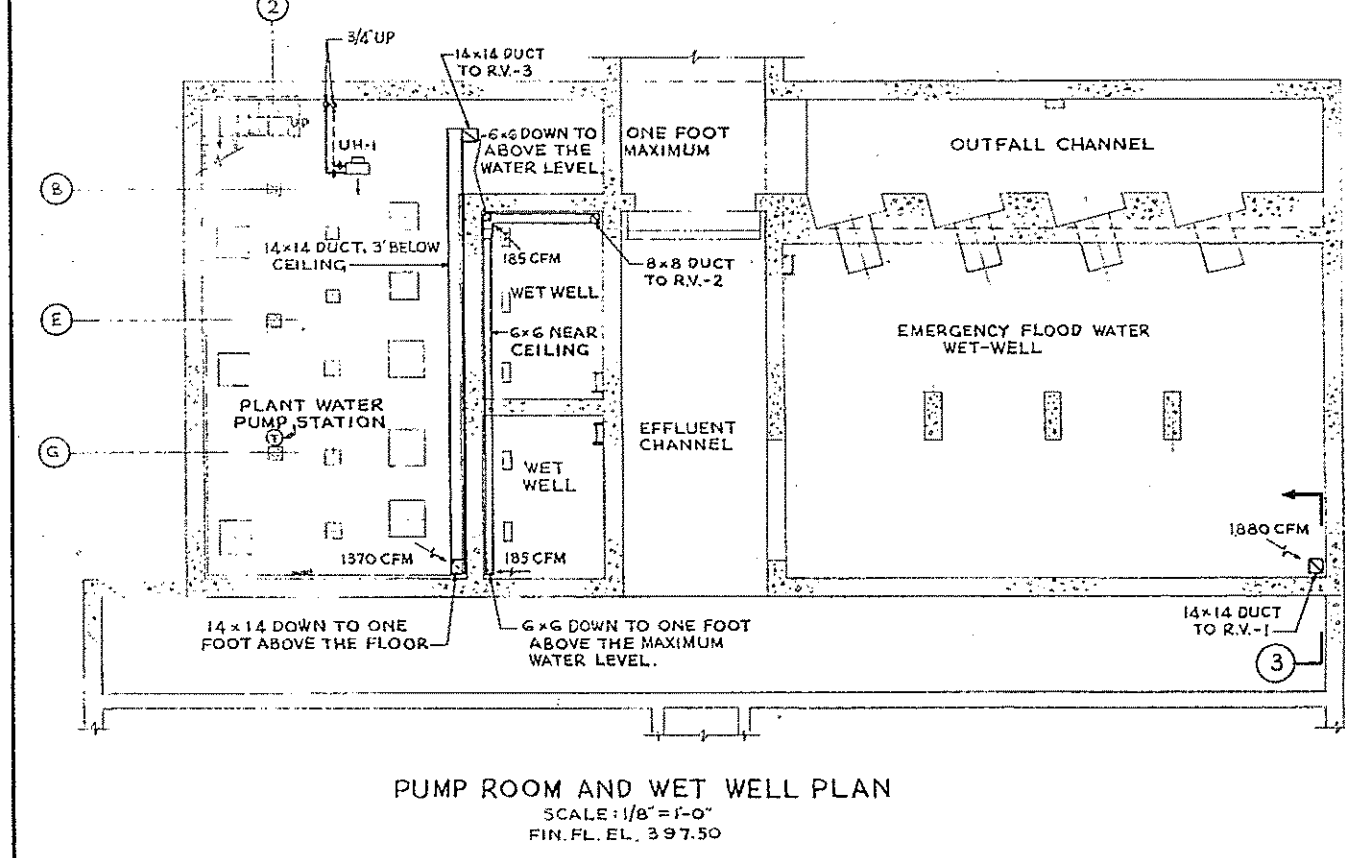 2
3/4" UP
14×14 DUCT
TO R.V.-3
UP
UH-1
6×6 DOWN TO
ABOVE THE
WATER LEVEL.
ONE FOOT
MAXIMUM
OUTFALL CHANNEL
B
14×14 DUCT, 3' BELOW
CEILING
185 CFM
8×8 DUCT
TO R.V.-2
WET WELL
E
6×6 NEAR
CEILING
EMERGENCY FLOOD WATER
WET-WELL
PLANT WATER
PUMP STATION
T
G
EFFLUENT
CHANNEL
WET
WELL
1370 CFM
185 CFM
1880 CFM
14×14 DOWN TO ONE
FOOT ABOVE THE FLOOR
6×6 DOWN TO ONE FOOT
ABOVE THE MAXIMUM
WATER LEVEL.
14×14 DUCT
TO R.V.-1
3
PUMP ROOM AND WET WELL PLAN
SCALE: 1/8"=1'-0"
FIN. FL. EL. 397.50